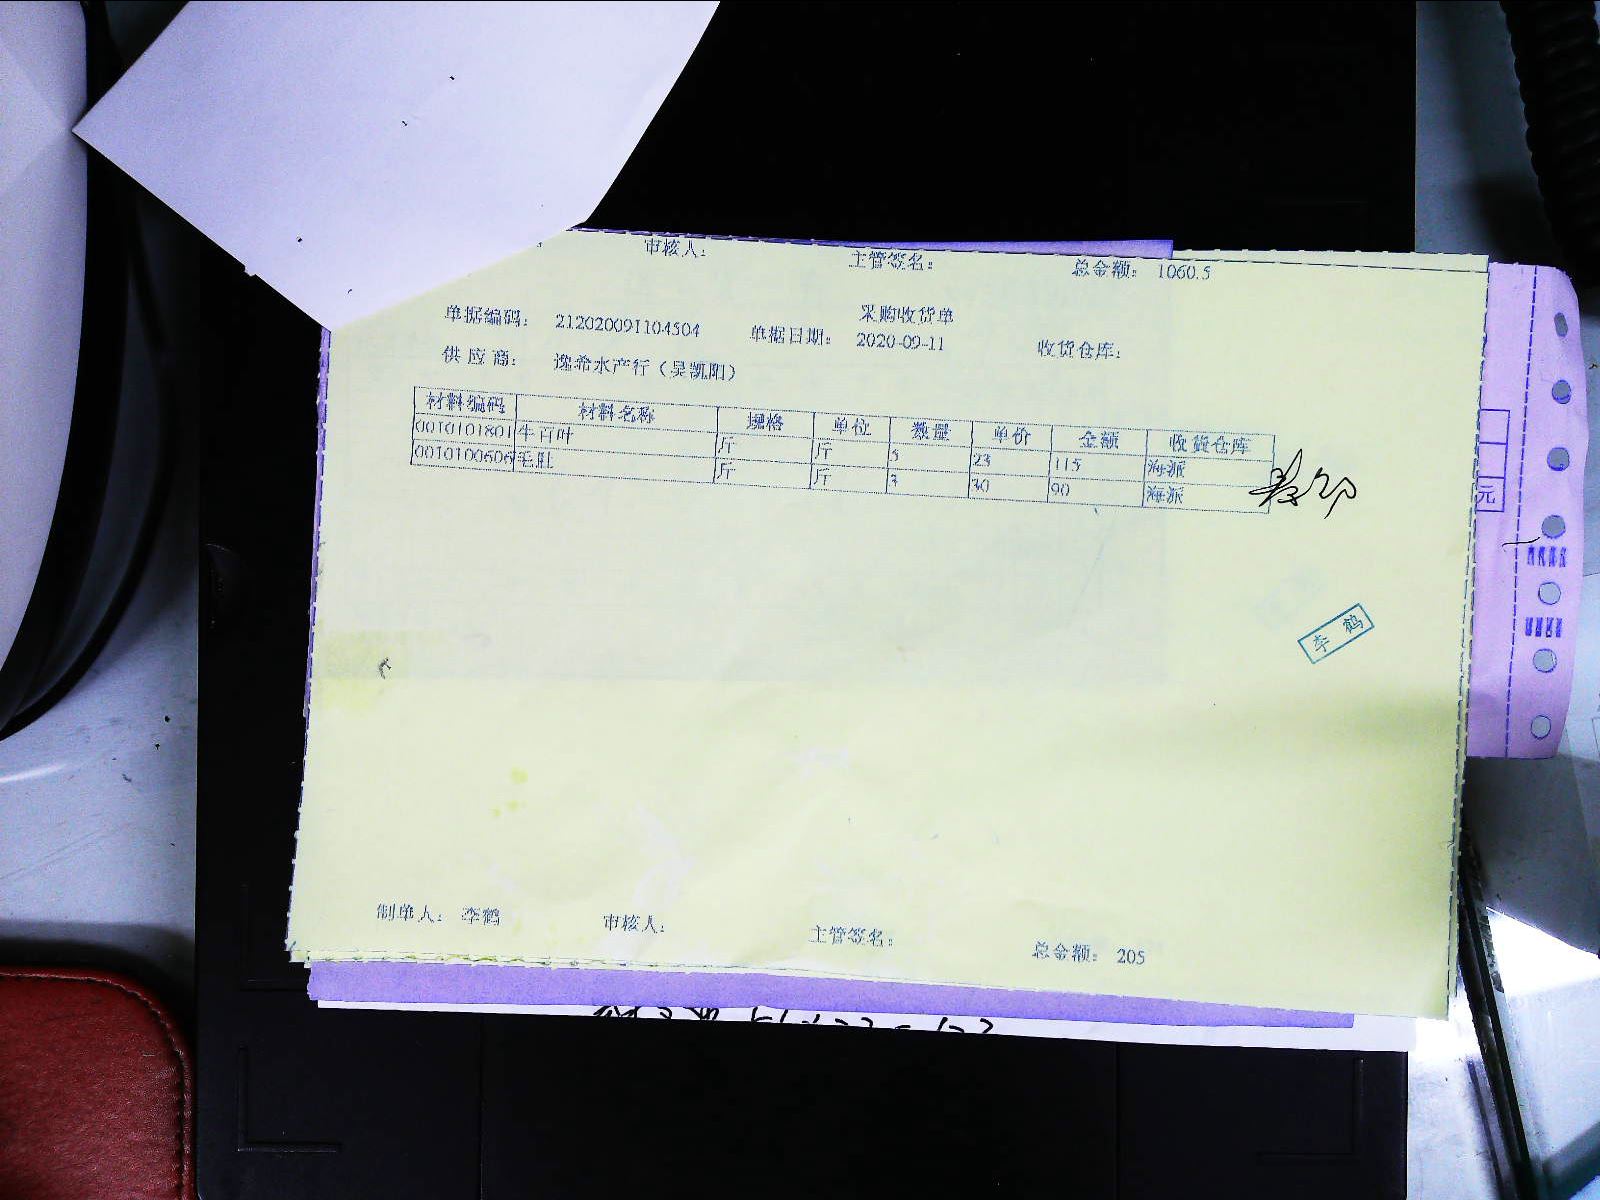 审核人： 主管签名： 总金额： 1060.5
采购收货单
单据编码： 212020091104504 单据日期： 2020-09-11 收货仓库：
供应商： 逸希水产行（吴凯阳）
材料编码 材料名称 规格 单位 数量 单价 金额 收货仓库
0010101801 牛百叶 斤 斤 5 23 115 海派
0010100606 毛肚 斤 斤 3 30 90 海派
元
李鹤
制单人： 李鹤 审核人： 主管签名： 总金额： 205